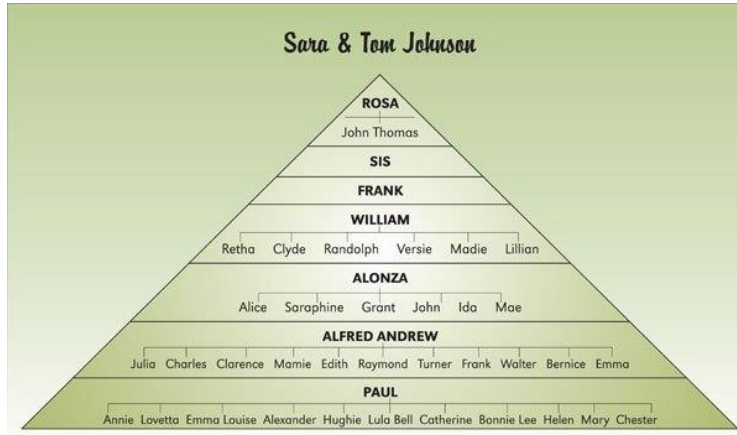 Sara & Tom Johnson
ROSA
John Thomas
SIS
FRANK
WILLIAM
Retha Clyde Randolph Versie Madie Lillian
ALONZA
Alice Saraphine Grant John Ida Mae
ALFRED ANDREW
Julia Charles Clarence Mamie Edith Raymond Turner Frank Walter Bernice Emma
PAUL
Annie Lovetta Emma Louise Alexander Hughie Lula Bell Catherine Bonnie Lee Helen Mary Chester